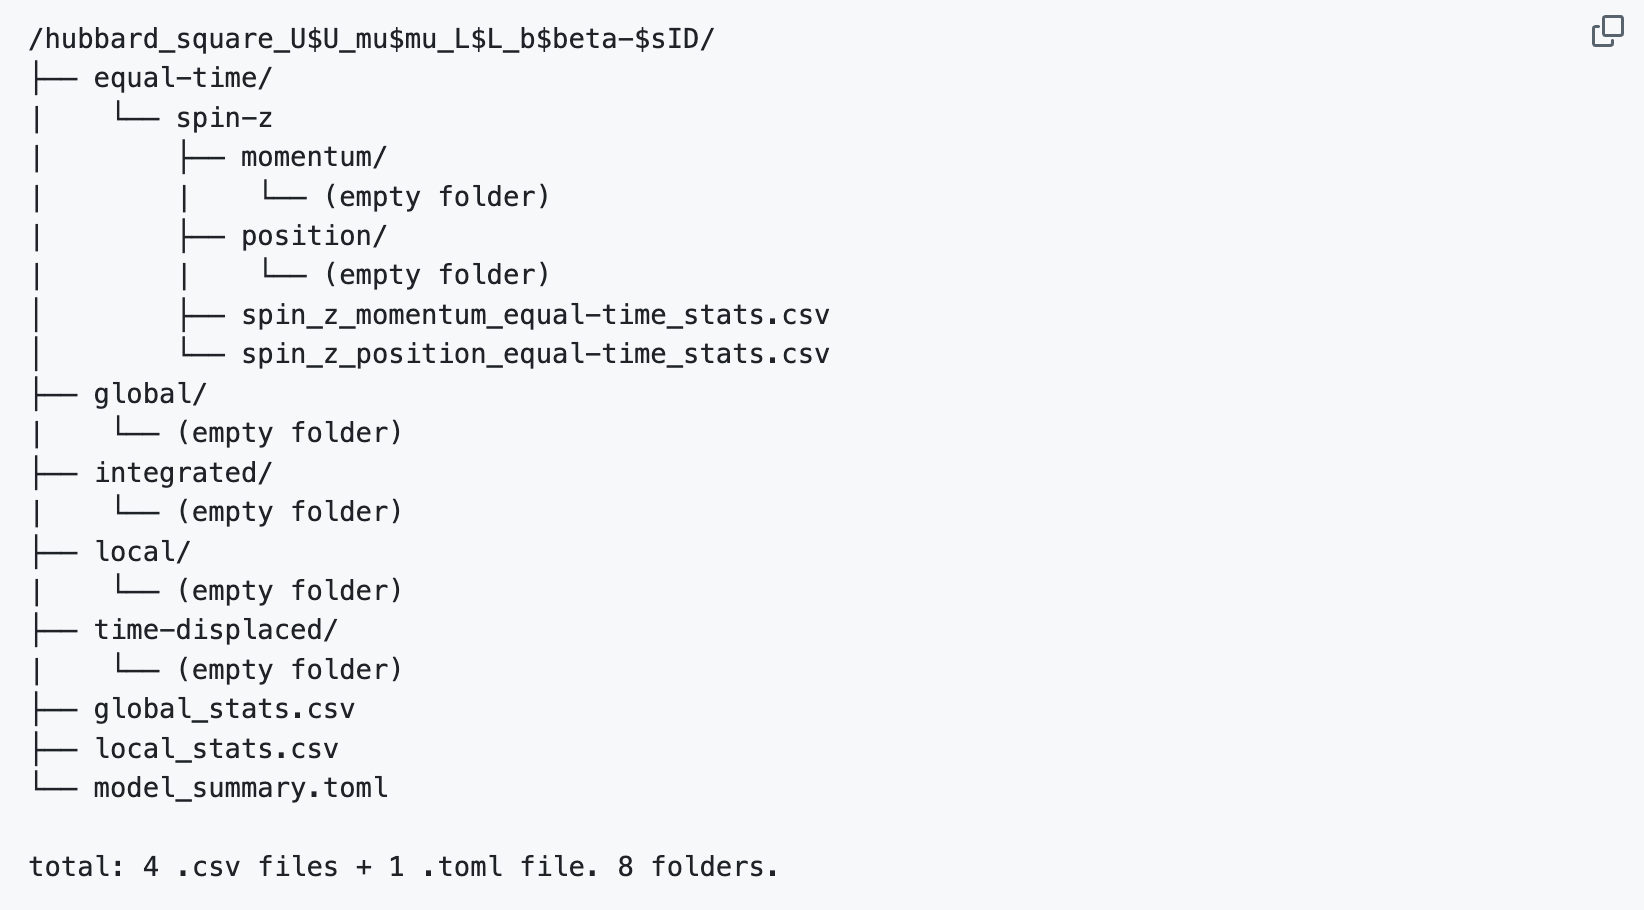 /hubbard_square_U$U_mu$mu_L$L_b$beta-$sID/
├── equal-time/
|    └── spin-z
|        ├── momentum/
|        |    └── (empty folder)
|        ├── position/
|        |    └── (empty folder)
│        ├── spin_z_momentum_equal-time_stats.csv
│        └── spin_z_position_equal-time_stats.csv
├── global/
|    └── (empty folder)
├── integrated/
|    └── (empty folder)
├── local/
|    └── (empty folder)
├── time-displaced/
|    └── (empty folder)
├── global_stats.csv
├── local_stats.csv
└── model_summary.toml

total: 4 .csv files + 1 .toml file. 8 folders.